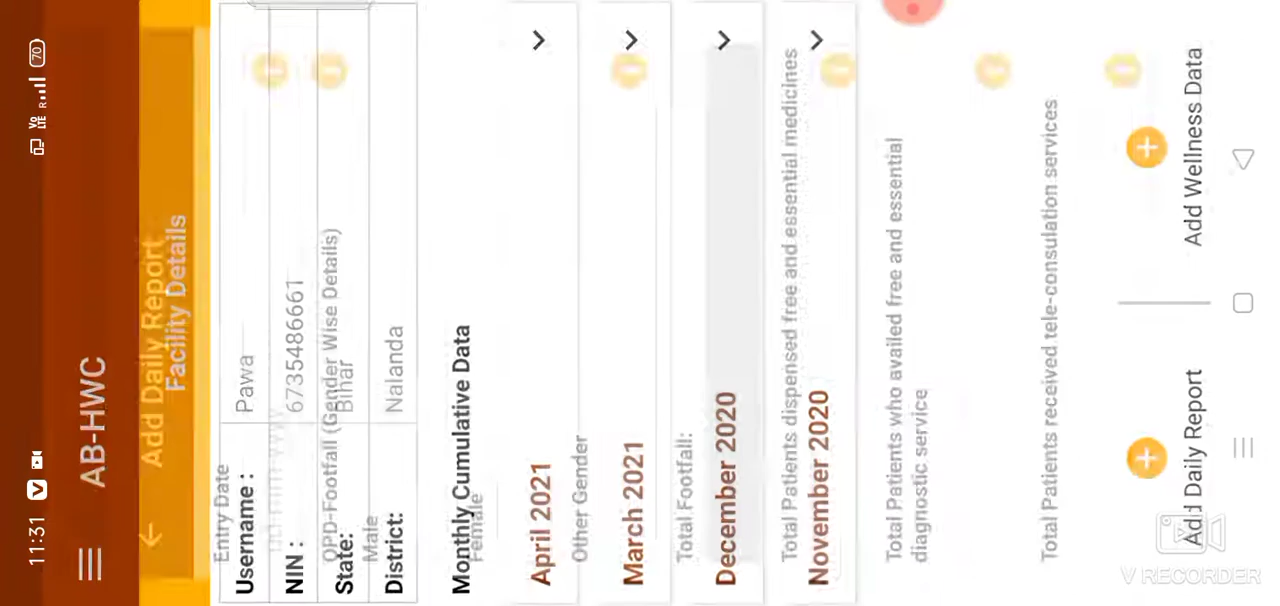 11:31
Vo LTE R 70
AB-HWC
Add Daily Report
Facility Details
Entry Date
Username : Pawa
NIN : 6735486661
OPD-Footfall (Gender Wise Details)
State: Bihar
Male
District: Nalanda
Monthly Cumulative Data
Female
April 2021
Other Gender
March 2021
Total Footfall:
December 2020
Total Patients dispensed free and essential medicines
November 2020
Total Patients who availed free and essential
diagnostic service
Total Patients received tele-consulation services
Add Daily Report
Add Wellness Data
V RECORDER